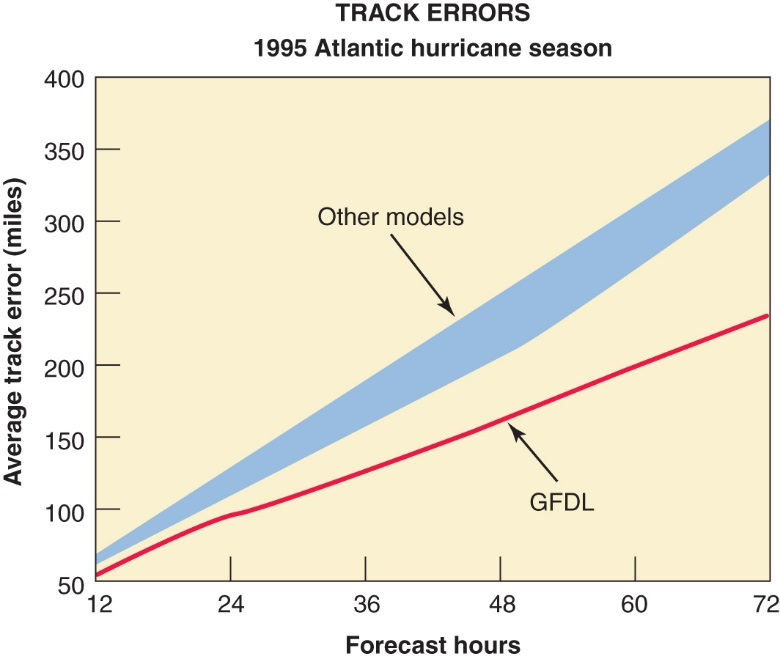 TRACK ERRORS
1995 Atlantic hurricane season
Average track error (miles)
400
350
300
250
200
150
100
50
Other models
GFDL
12 24 36 48 60 72
Forecast hours